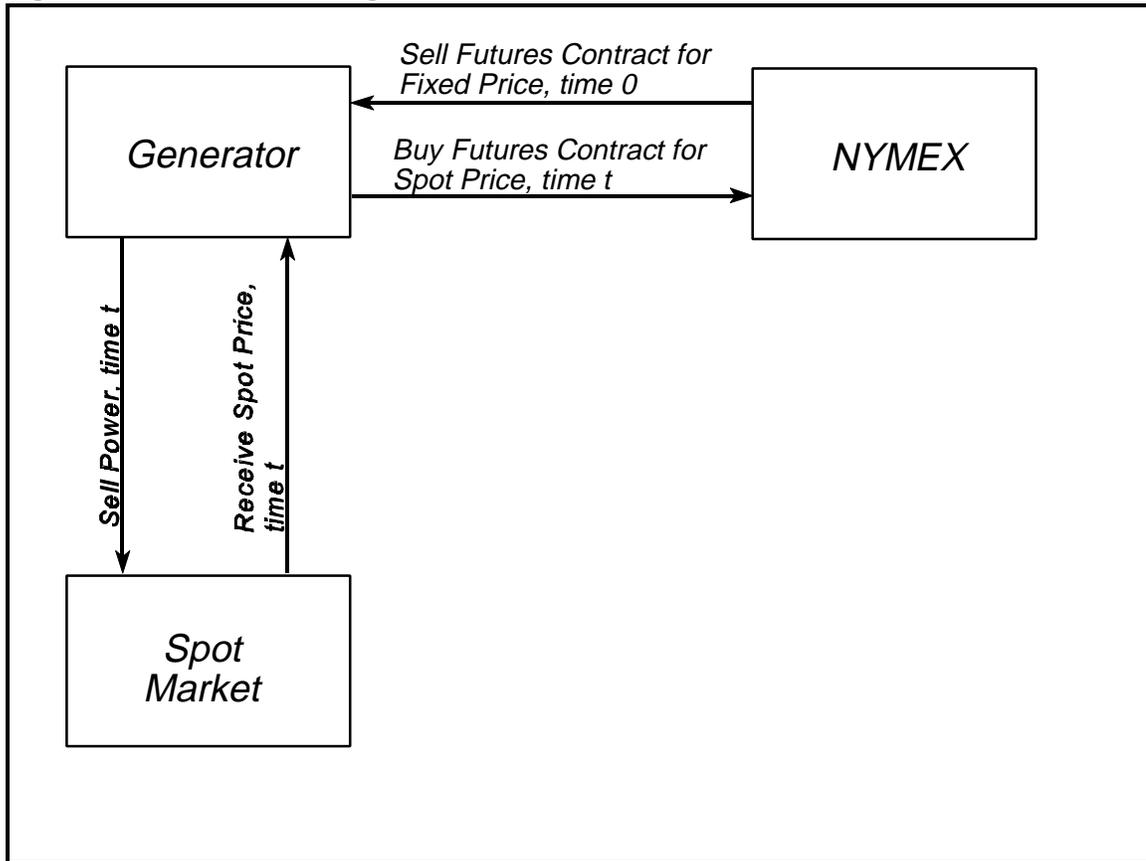 Sell Futures Contract for
Fixed Price, time 0
Generator
Buy Futures Contract for
Spot Price, time t
NYMEX
Sell Power, time t
Receive Spot Price,
time t
Spot
Market